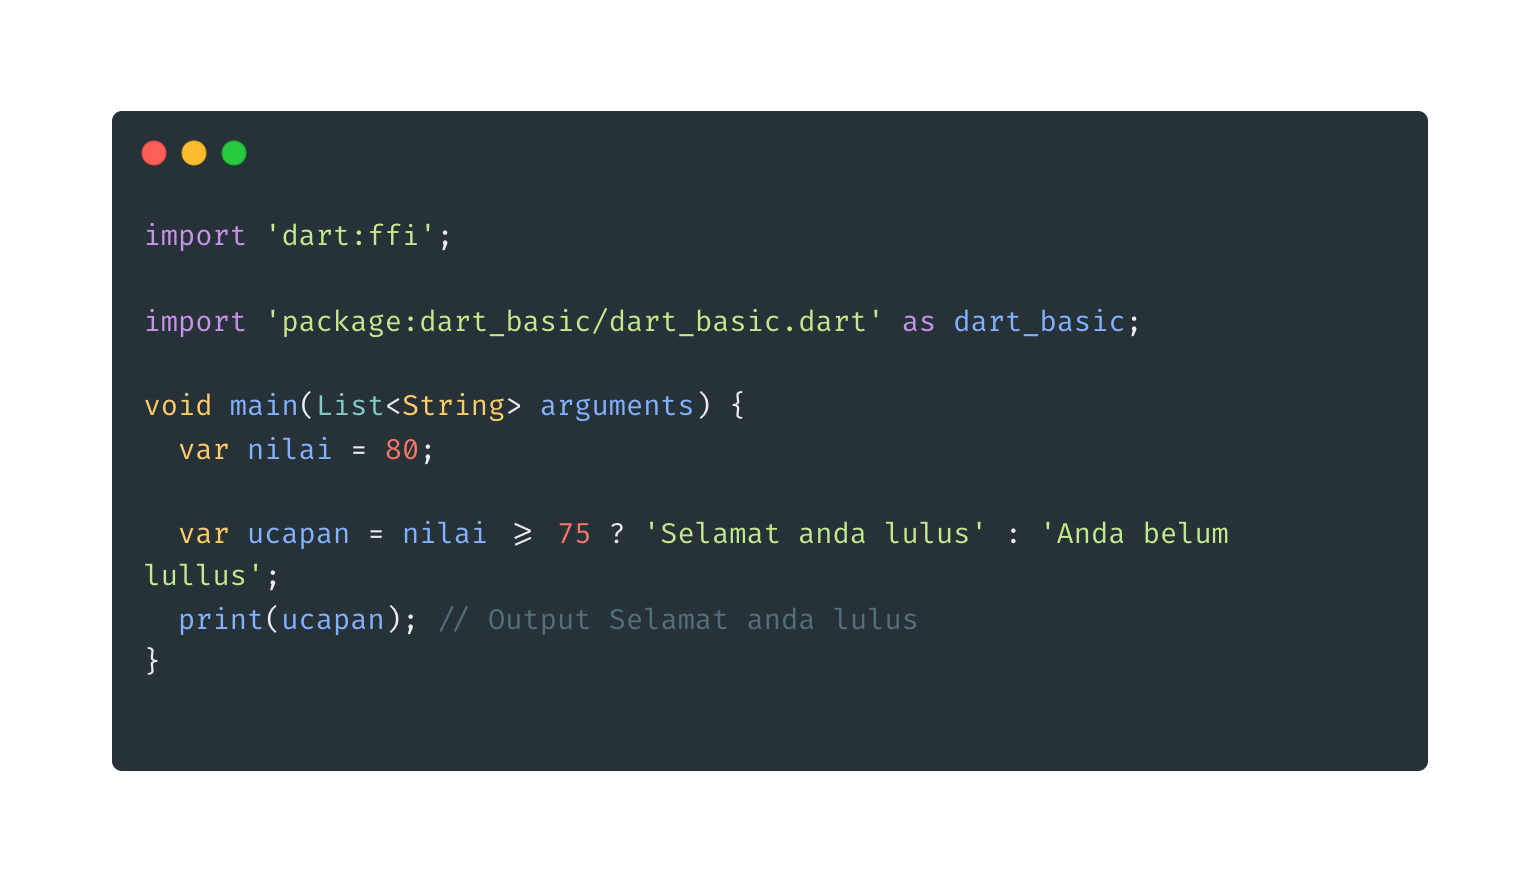 import 'dart:ffi';
import 'package:dart_basic/dart_basic.dart' as dart_basic;
void main(List<String> arguments) {
  var nilai = 80;
  var ucapan = nilai >= 75 ? 'Selamat anda lulus' : 'Anda belum
lullus';
  print(ucapan); // Output Selamat anda lulus
}